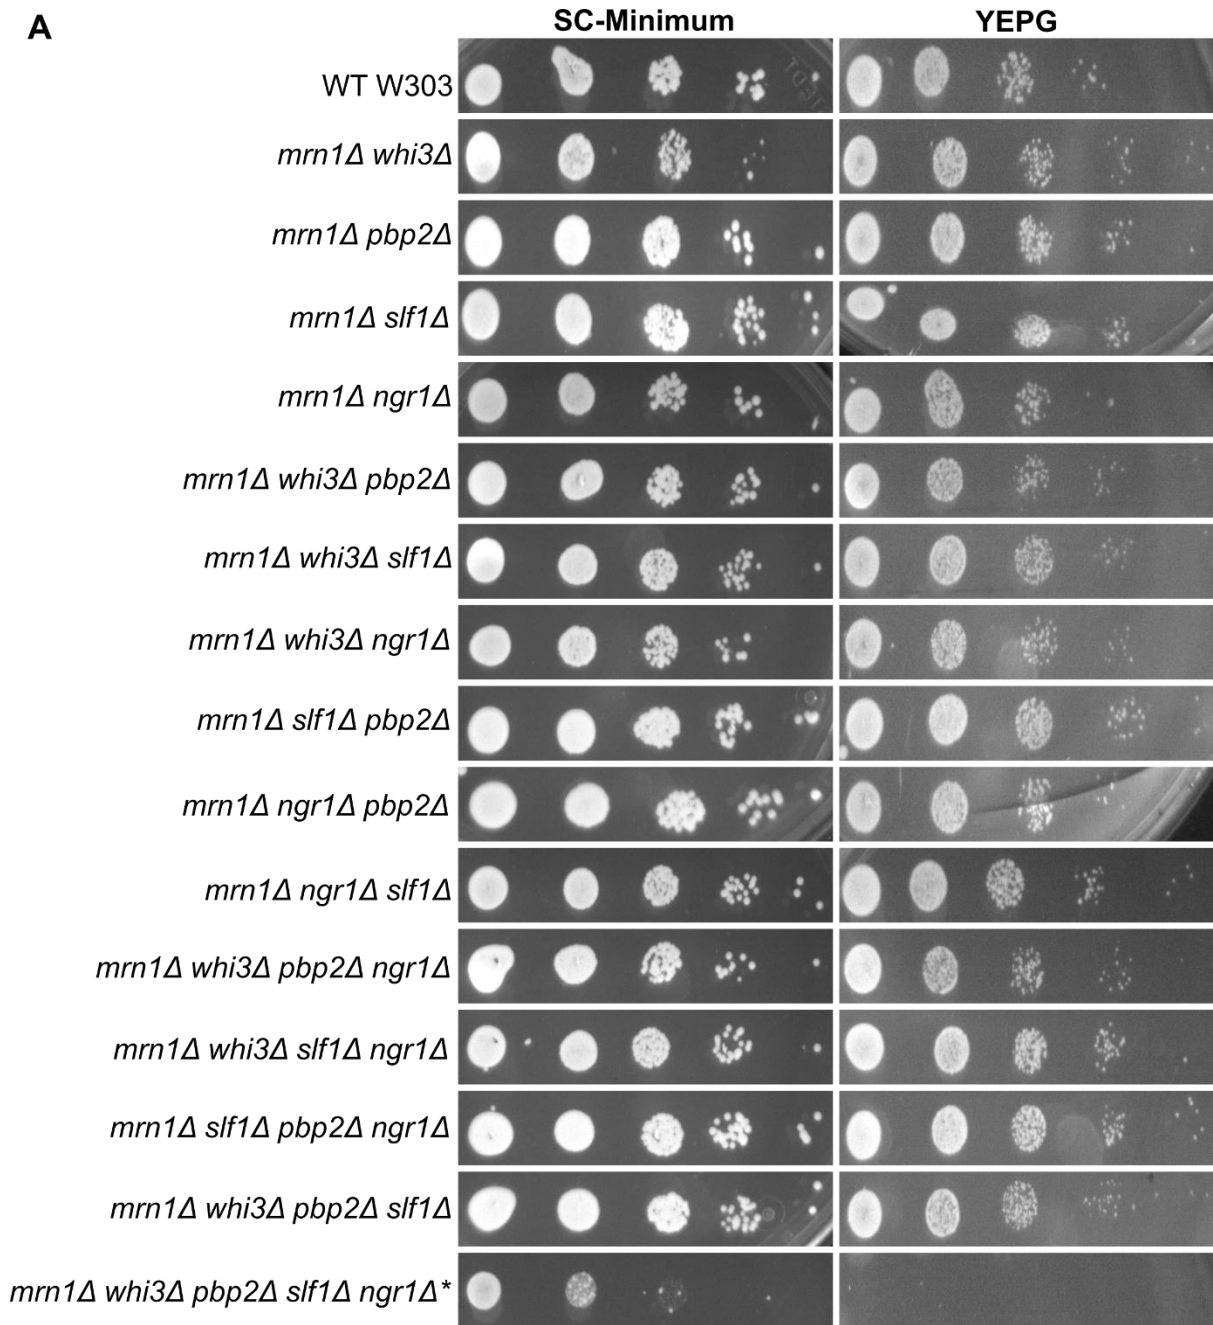 A
SC-Minimum YEPG
WT W303
mrn1Δ whi3Δ
mrn1Δ pbp2Δ
mrn1Δ slf1Δ
mrn1Δ ngr1Δ
mrn1Δ whi3Δ pbp2Δ
mrn1Δ whi3Δ slf1Δ
mrn1Δ whi3Δ ngr1Δ
mrn1Δ slf1Δ pbp2Δ
mrn1Δ ngr1Δ pbp2Δ
mrn1Δ ngr1Δ slf1Δ
mrn1Δ whi3Δ pbp2Δ ngr1Δ
mrn1Δ whi3Δ slf1Δ ngr1Δ
mrn1Δ slf1Δ pbp2Δ ngr1Δ
mrn1Δ whi3Δ pbp2Δ slf1Δ
mrn1Δ whi3Δ pbp2Δ slf1Δ ngr1Δ*